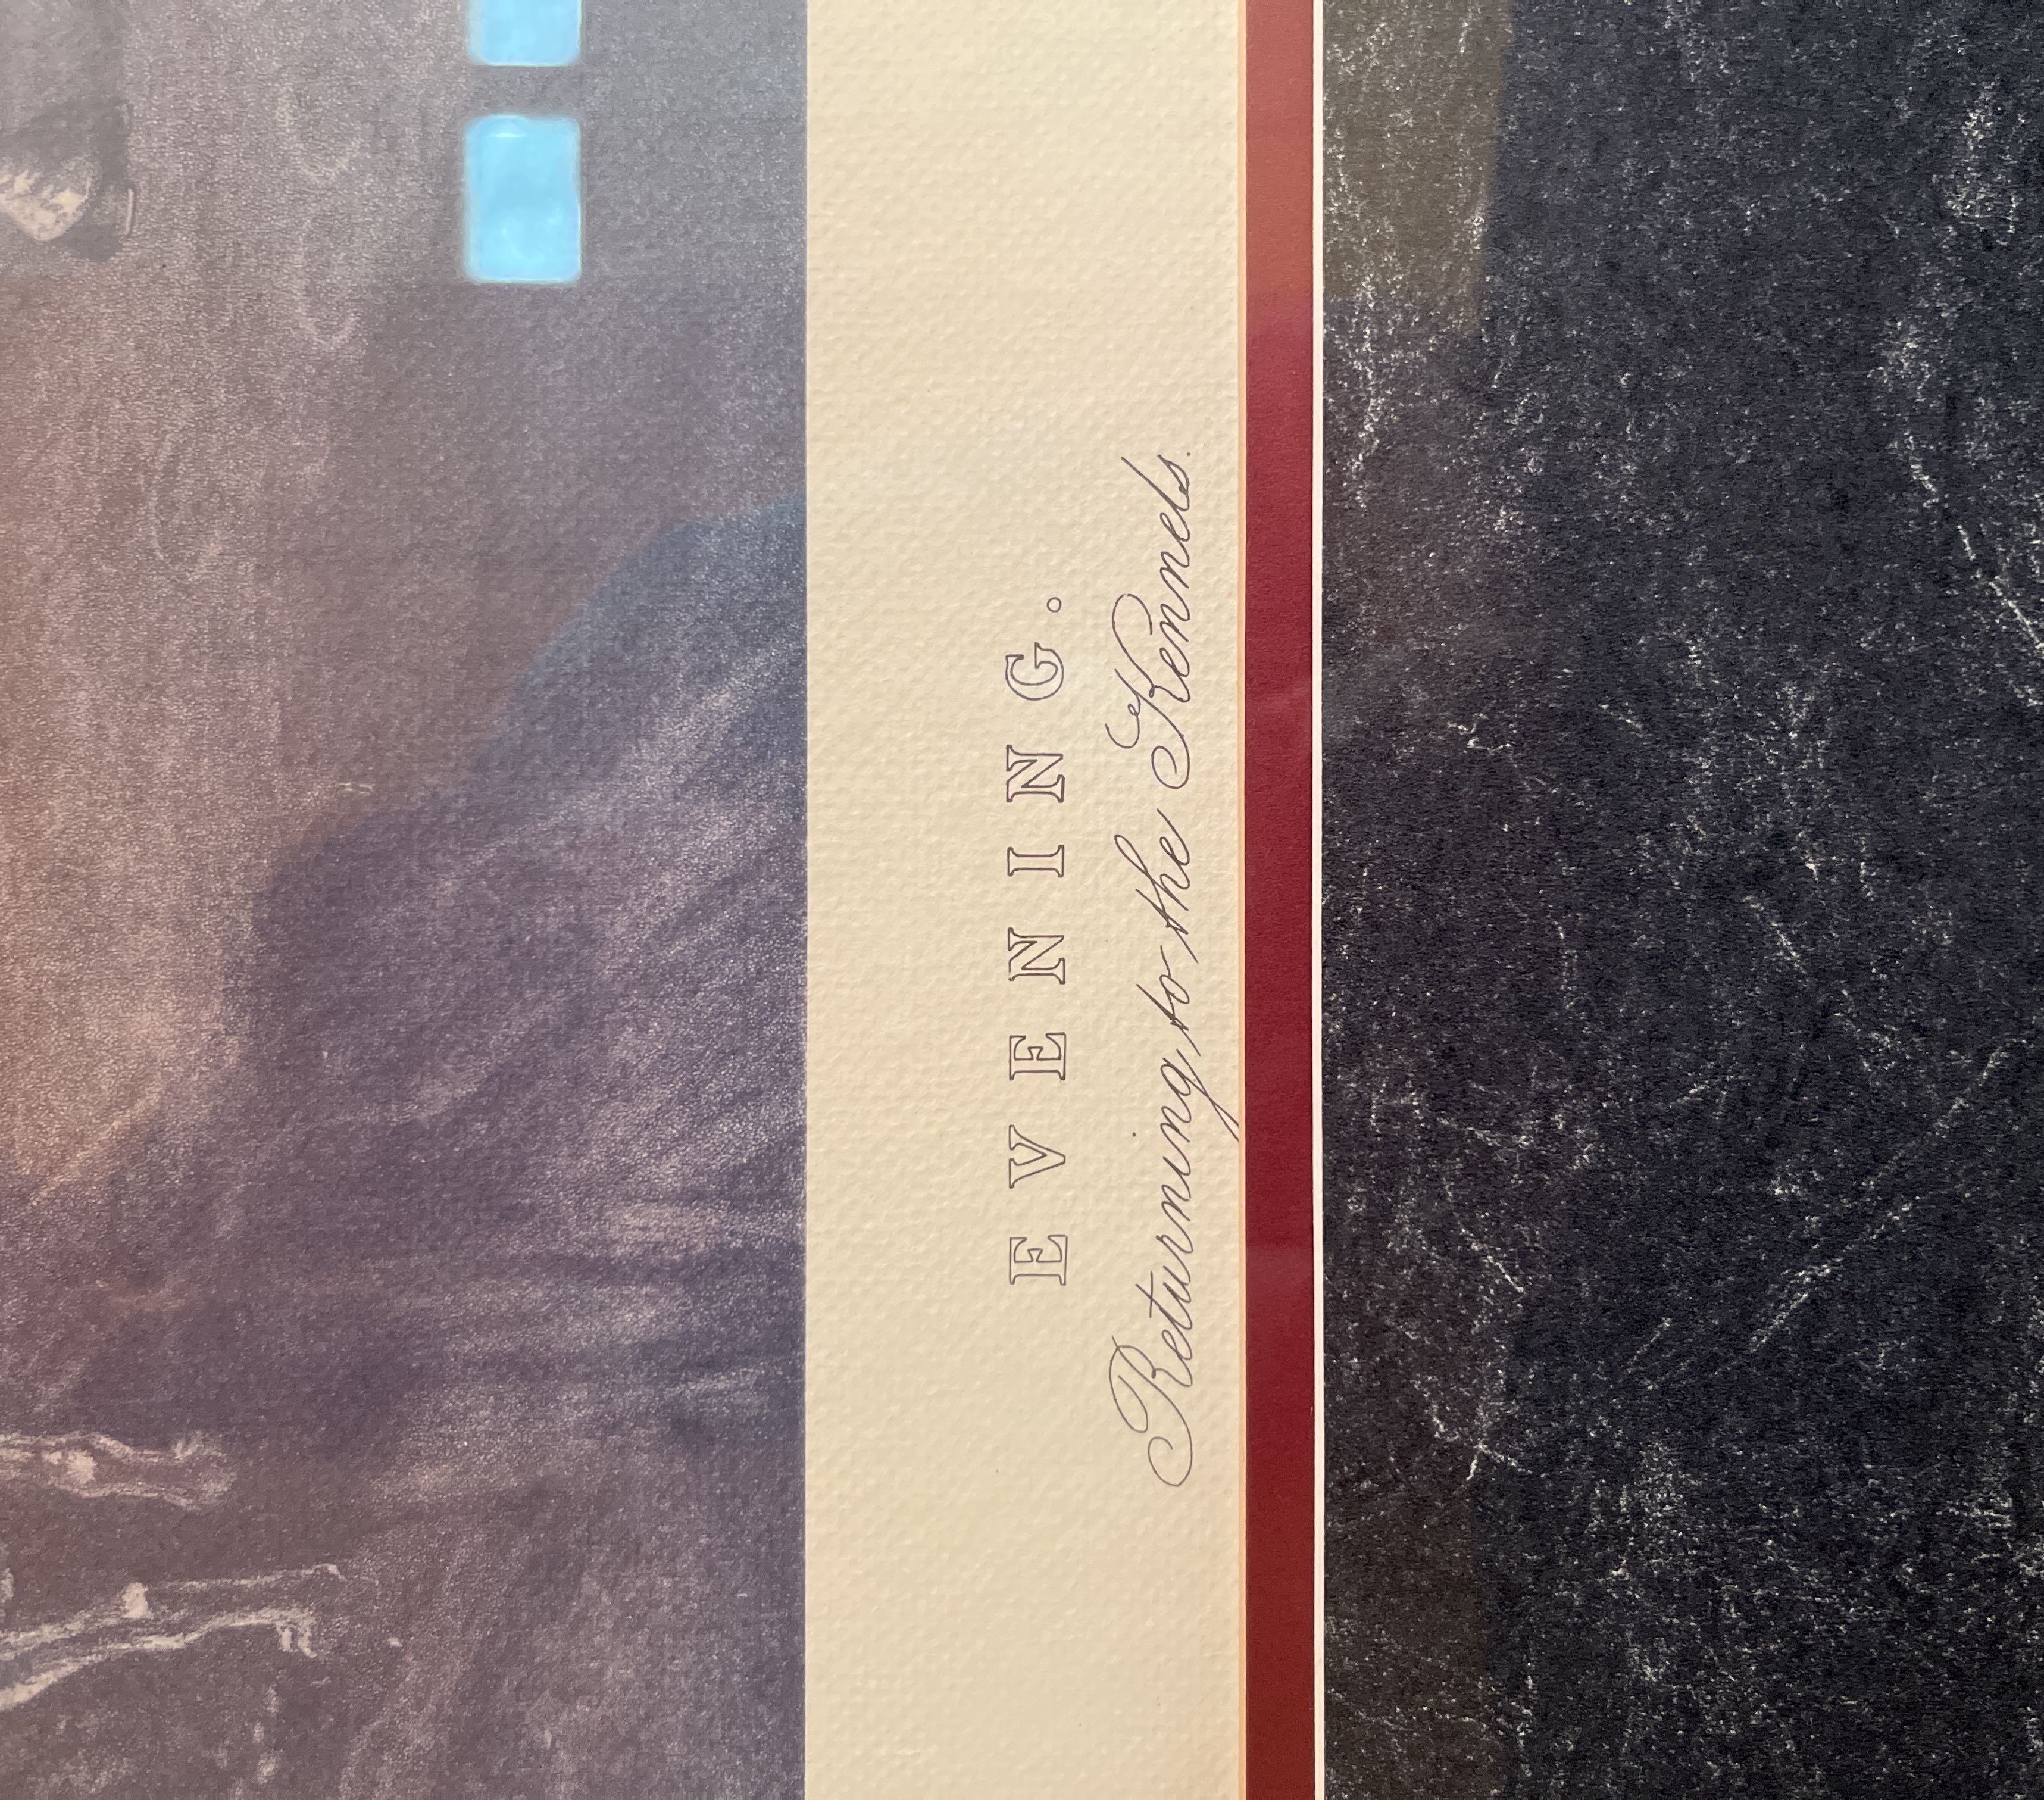 EVENING.
Returning to the Kennels.